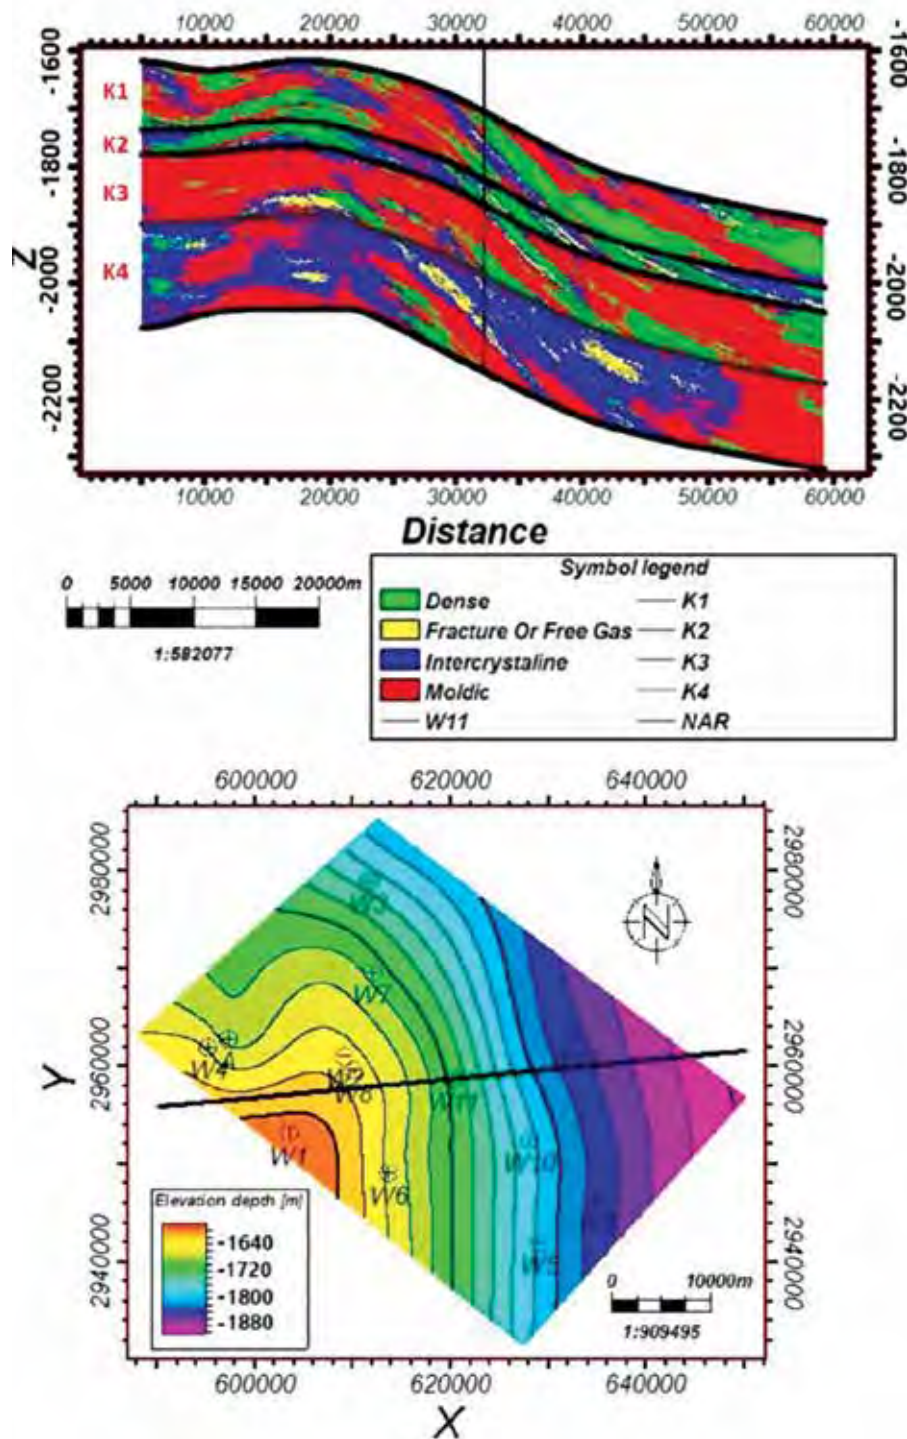 10000 20000 30000 40000 50000 60000
-1600 -1800 -2000 -2200
Z
K1
K2
K3
K4
-1600 -1800 -2000 -2200
10000 20000 30000 40000 50000 60000
Distance
0 5000 10000 15000 20000m
1:582077
Symbol legend
Dense K1
Fracture Or Free Gas K2
Intercrystaline K3
Moldic K4
W11 NAR
600000 620000 640000
2980000 2960000 2940000
Y
2980000 2960000 2940000
N
W3
W7
W4
W11
W1
W10
W6
W5
Elevation depth [m]
-1640
-1720
-1800
-1880
0 10000m
1:909495
600000 620000 640000
X